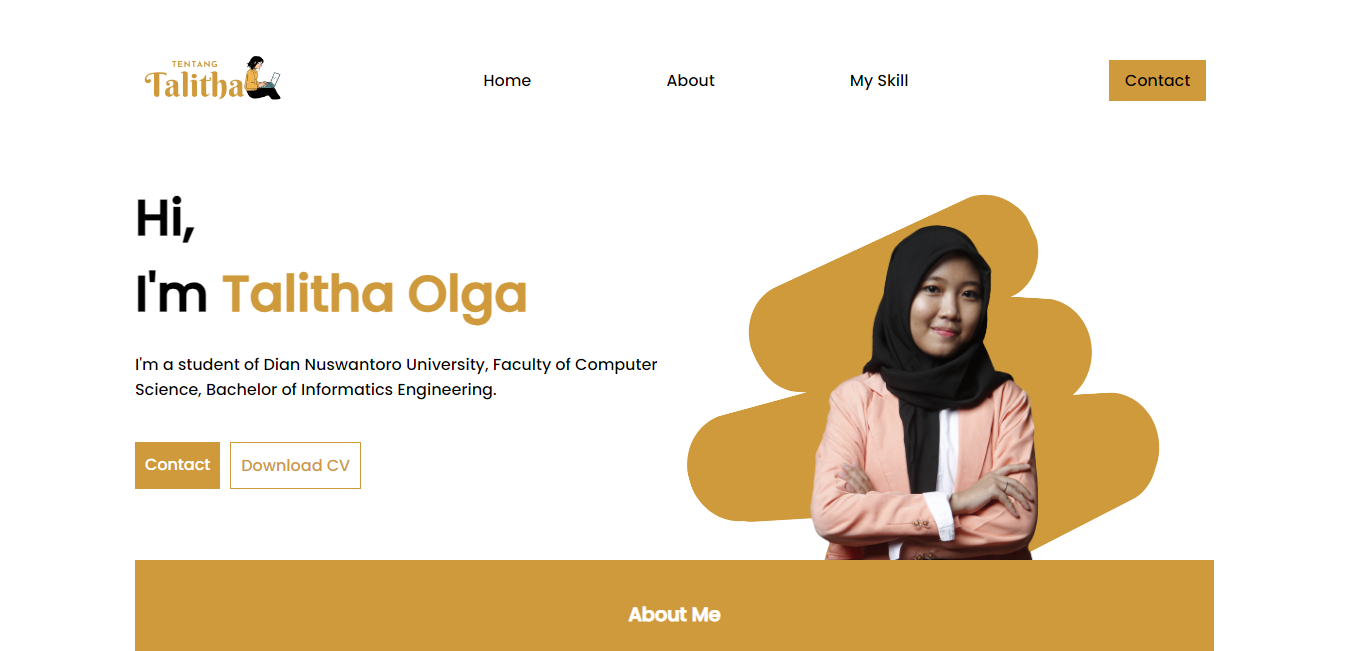 TENTANG
Talitha
Home
About
My Skill
Contact
Hi,
I'm Talitha Olga
I'm a student of Dian Nuswantoro University, Faculty of Computer
Science, Bachelor of Informatics Engineering.
Contact
Download CV
About Me